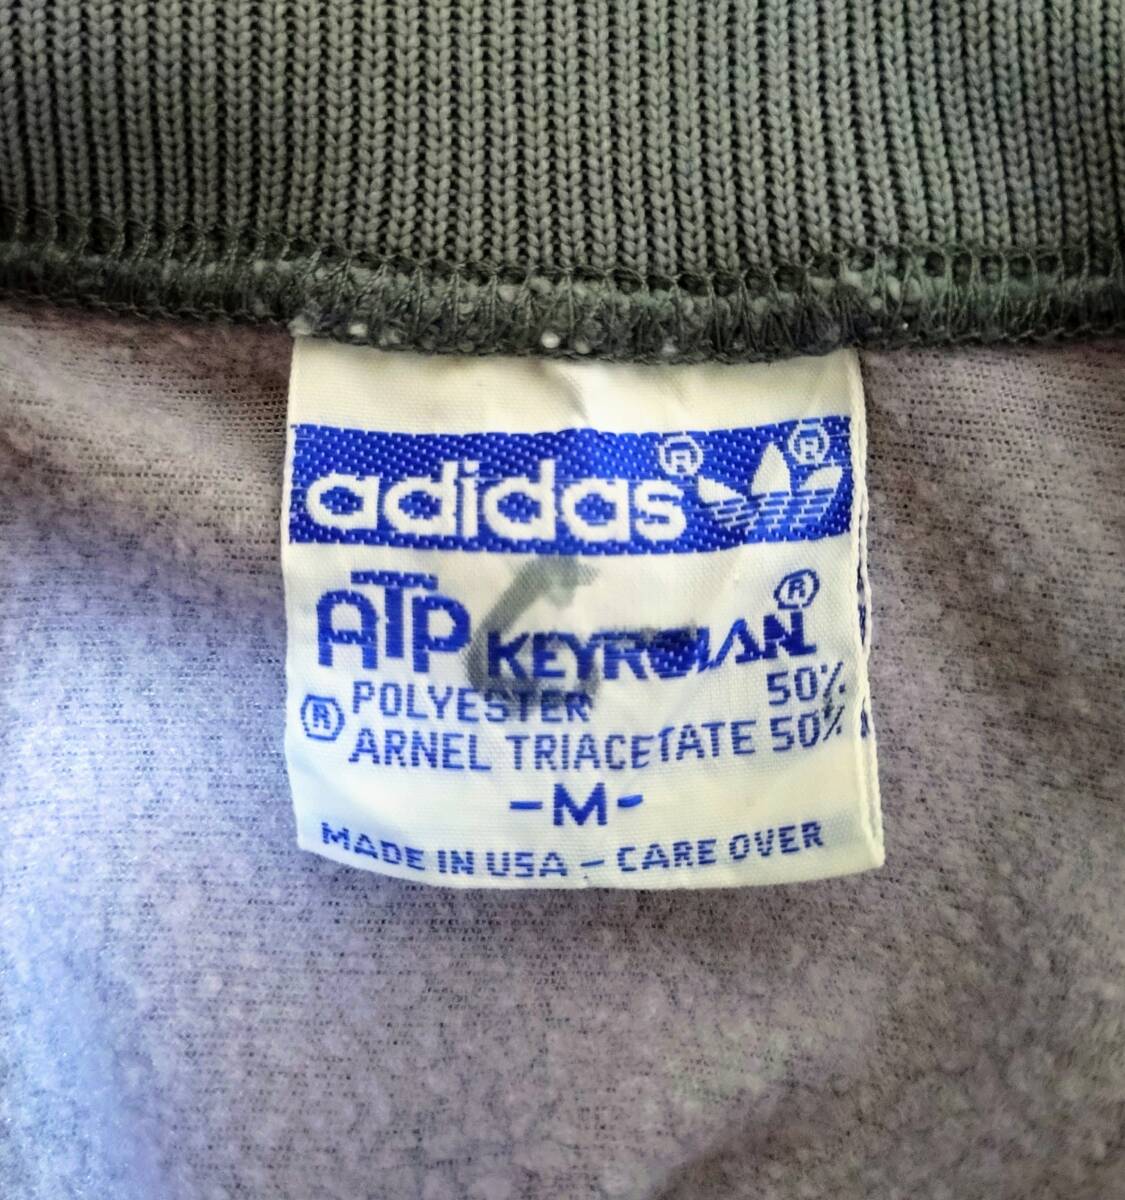 adidas® ®
ATP KEYROLAN®
POLYESTER 50%
® ARNEL TRIACETATE 50%
-M-
MADE IN USA - CARE OVER